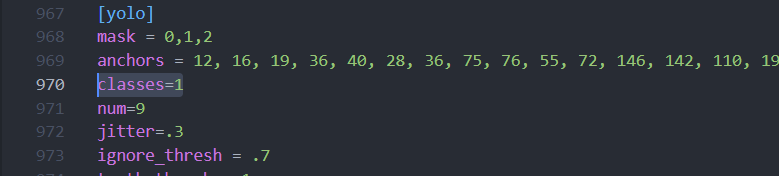 967 [yolo]
968 mask = 0,1,2
969 anchors = 12, 16, 19, 36, 40, 28, 36, 75, 76, 55, 72, 146, 142, 110, 19
970 classes=1
971 num=9
972 jitter=.3
973 ignore_thresh = .7